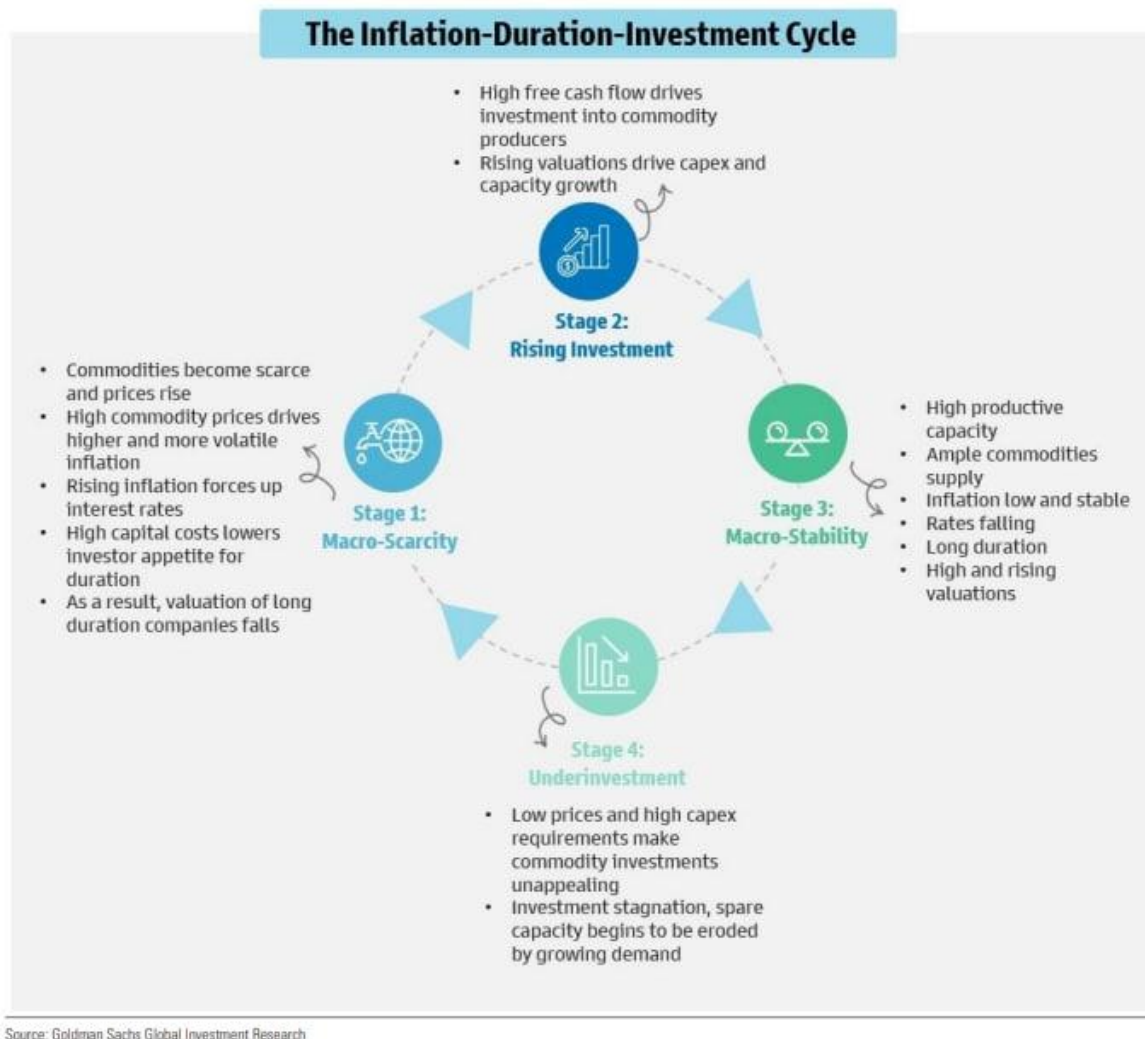 The Inflation-Duration-Investment Cycle
• High free cash flow drives
investment into commodity
producers
• Rising valuations drive capex and
capacity growth
Stage 2:
Rising Investment
• Commodities become scarce
and prices rise
• High commodity prices drives
higher and more volatile
inflation
• Rising inflation forces up
interest rates
• High capital costs lowers
investor appetite for
duration
• As a result, valuation of long
duration companies falls
Stage 1:
Macro-Scarcity
Stage 3:
Macro-Stability
• High productive
capacity
• Ample commodities
supply
• Inflation low and stable
• Rates falling
• Long duration
• High and rising
valuations
Stage 4:
Underinvestment
• Low prices and high capex
requirements make
commodity investments
unappealing
• Investment stagnation, spare
capacity begins to be eroded
by growing demand
Source: Goldman Sachs Global Investment Research